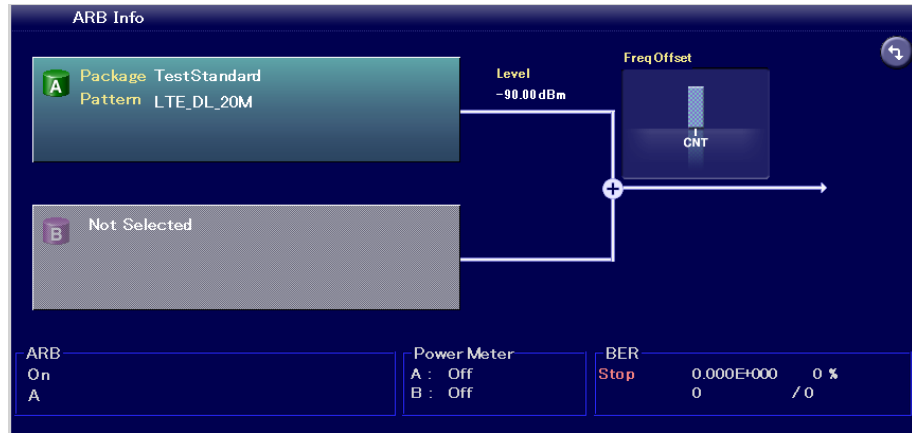 ARB Info
A
Package TestStandard
Pattern LTE_DL_20M
Level
-90.00 dBm
Freq Offset
CNT
B
Not Selected
ARB
On
A
Power Meter
A : Off
B : Off
BER
Stop 0.000E+000 0 %
0 / 0